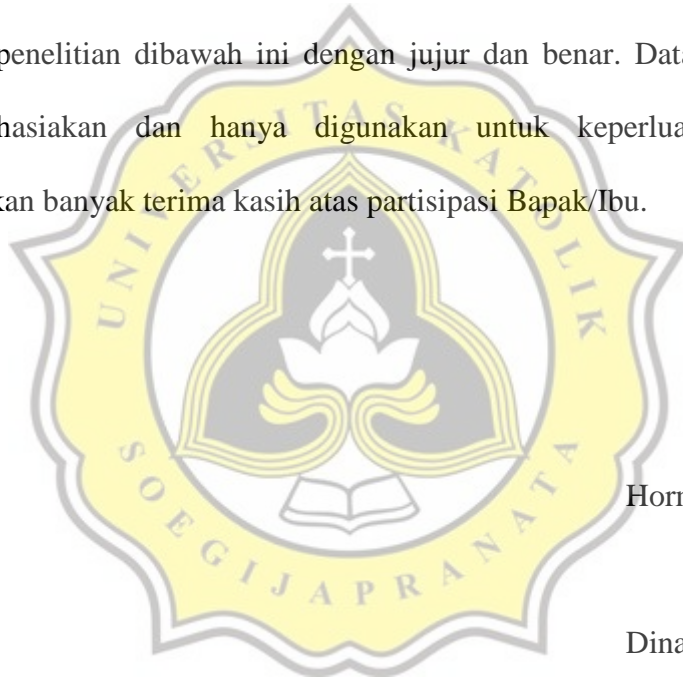 penelitian dibawah ini dengan jujur dan benar. Data
hasiakan dan hanya digunakan untuk keperlua
kan banyak terima kasih atas partisipasi Bapak/Ibu.
UNIVERSITAS KATOLIK
SOEGIJAPRANATA
Horn
Dina